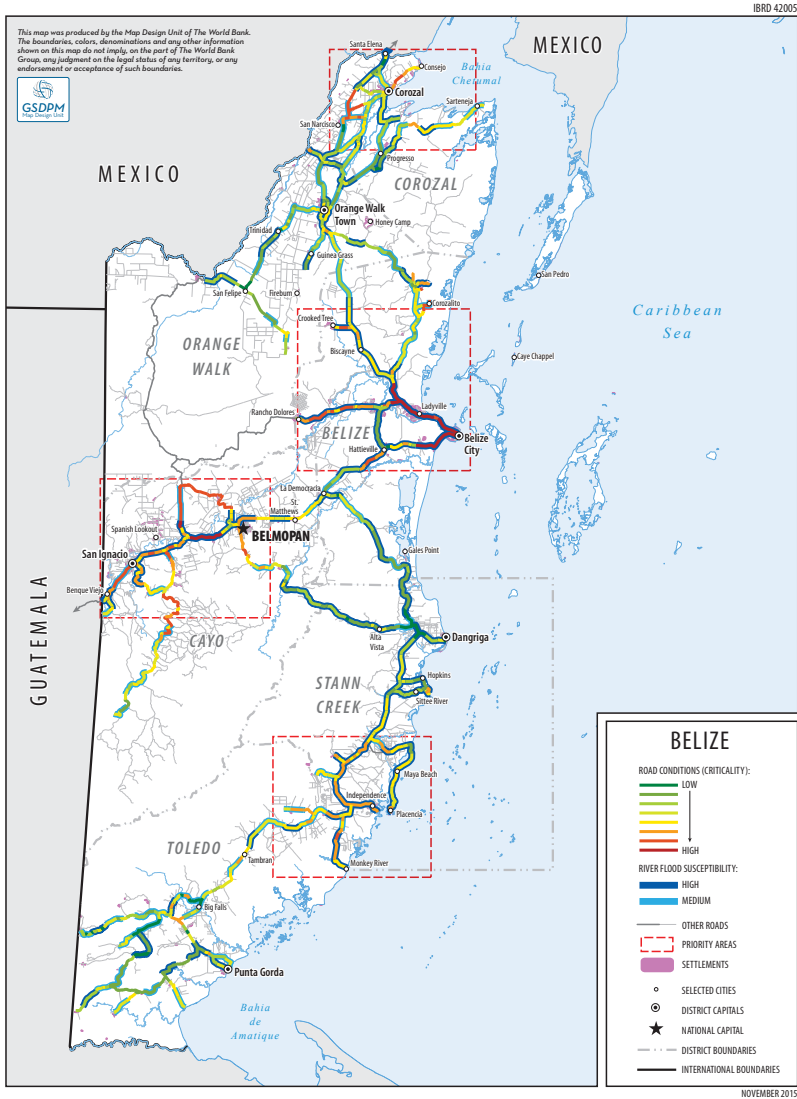 IBRD 42005
This map was produced by the Map Design Unit of The World Bank.
The boundaries, colors, denominations and any other information
shown on this map do not imply, on the part of The World Bank
Group, any judgment on the legal status of any territory, or any
endorsement or acceptance of such boundaries.
GSDPM
Map Design Unit
MEXICO
MEXICO
Santa Elena
Consejo
Bahia
Chetumal
Corozal
Sarteneja
San Narcisco
Progresso
COROZAL
Orange Walk
Town
Honey Camp
Trinidad
Guinea Grass
San Pedro
San Felipe
Fireburn
Corozalito
Caribbean
Sea
Crooked Tree
ORANGE
WALK
Biscayne
Caye Chappel
Rancho Dolores
Ladyville
BELIZE
Belize
City
Hattieville
La Democracia
St.
Matthews
Spanish Lookout
BELMOPAN
San Ignacio
Gales Point
Benque Viejo
GUATEMALA
CAYO
Alta
Vista
Dangriga
STANN
CREEK
Hopkins
Sittee River
Maya Beach
Independence
Placencia
TOLEDO
Tambran
Monkey River
Big Falls
Punta Gorda
Bahia
de
Amatique
BELIZE
ROAD CONDITIONS (CRITICALITY):
LOW
HIGH
RIVER FLOOD SUSCEPTIBILITY:
HIGH
MEDIUM
OTHER ROADS
PRIORITY AREAS
SETTLEMENTS
SELECTED CITIES
DISTRICT CAPITALS
NATIONAL CAPITAL
DISTRICT BOUNDARIES
INTERNATIONAL BOUNDARIES
NOVEMBER 2015